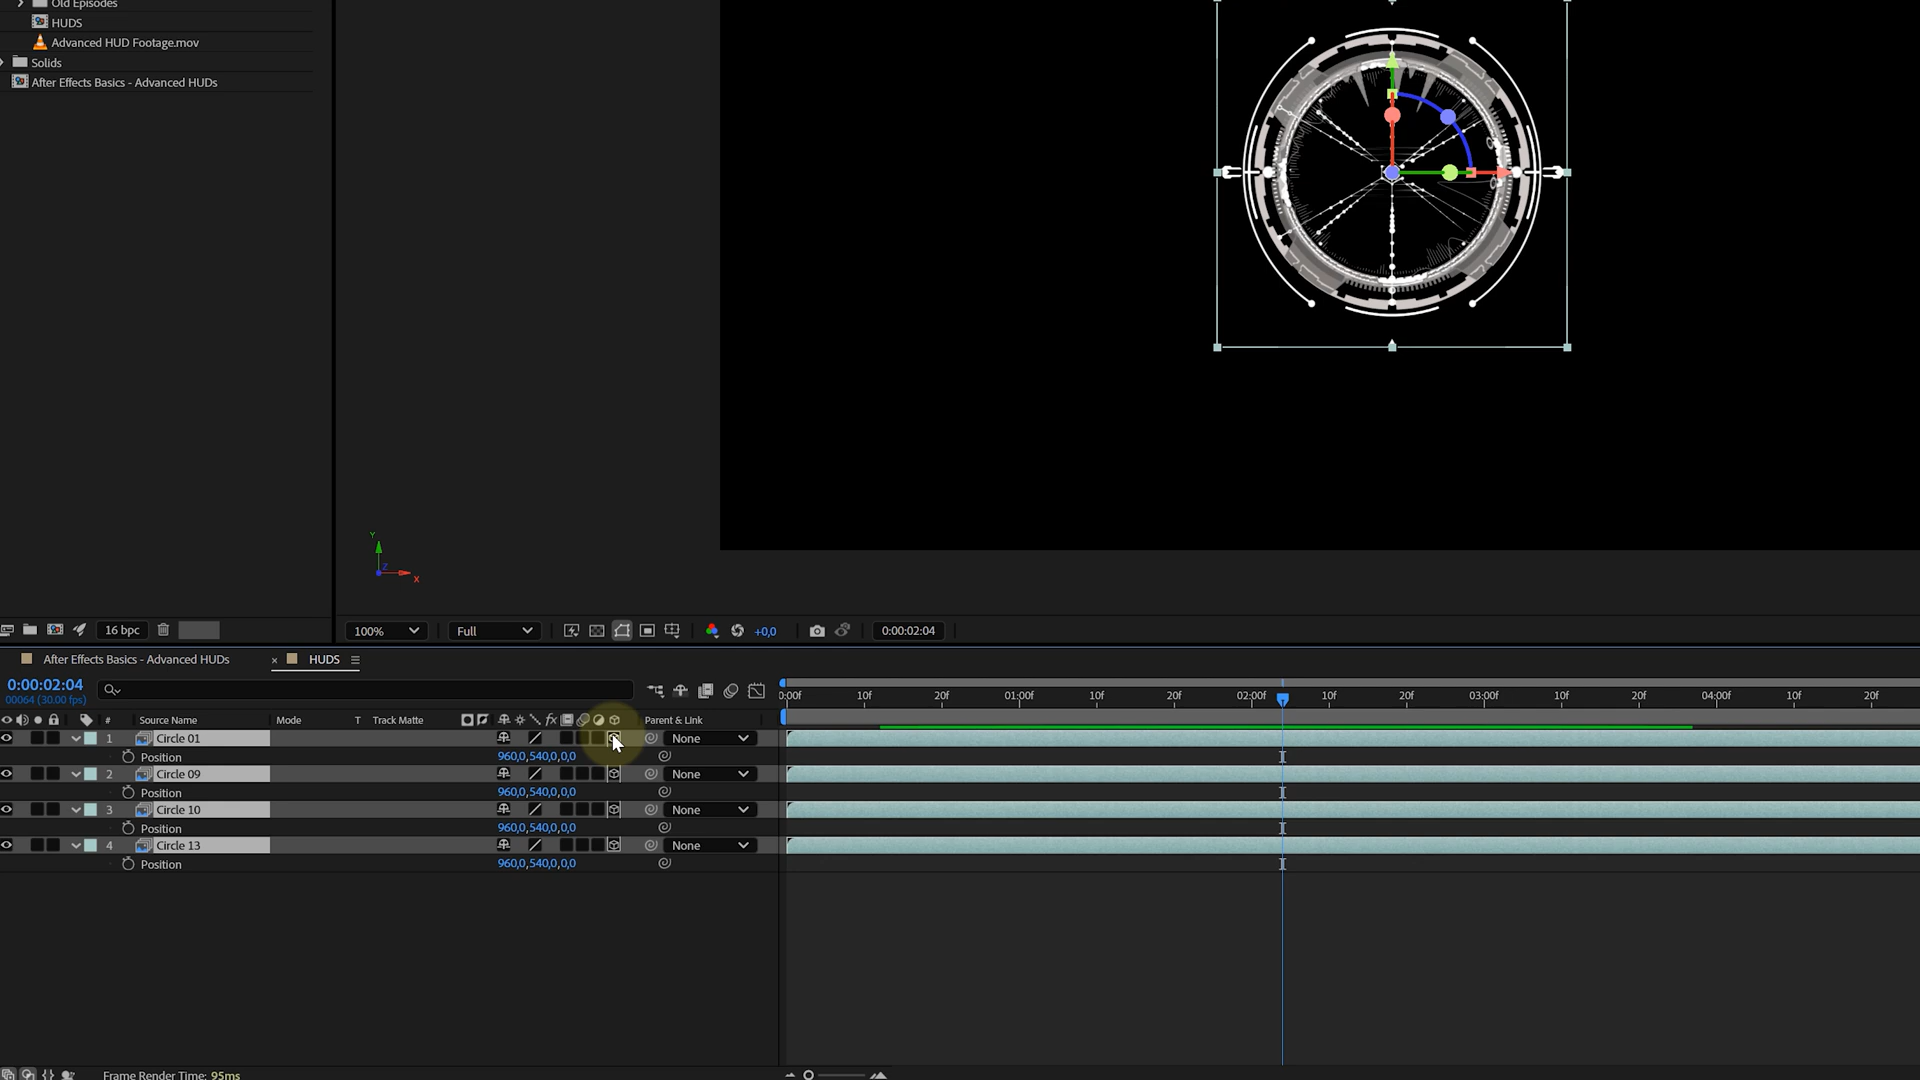 Old Episodes
HUDS
Advanced HUD Footage.mov
Solids
After Effects Basics - Advanced HUDs
Y
Z
X
16 bpc
100%
Full
+0,0
0:00:02:04
After Effects Basics - Advanced HUDs
× HUDS
0:00:02:04
00064 (30.00 fps)
0:00f 10f 20f 01:00f 10f 20f 02:00f 10f 20f 03:00f 10f 20f 04:00f 10f 20f
# Source Name Mode T Track Matte fx Parent & Link
1 Circle 01 None
Position 960,0,540,0,0,0
2 Circle 09 None
Position 960,0,540,0,0,0
3 Circle 10 None
Position 960,0,540,0,0,0
4 Circle 13 None
Position 960,0,540,0,0,0
Frame Render Time: 95ms